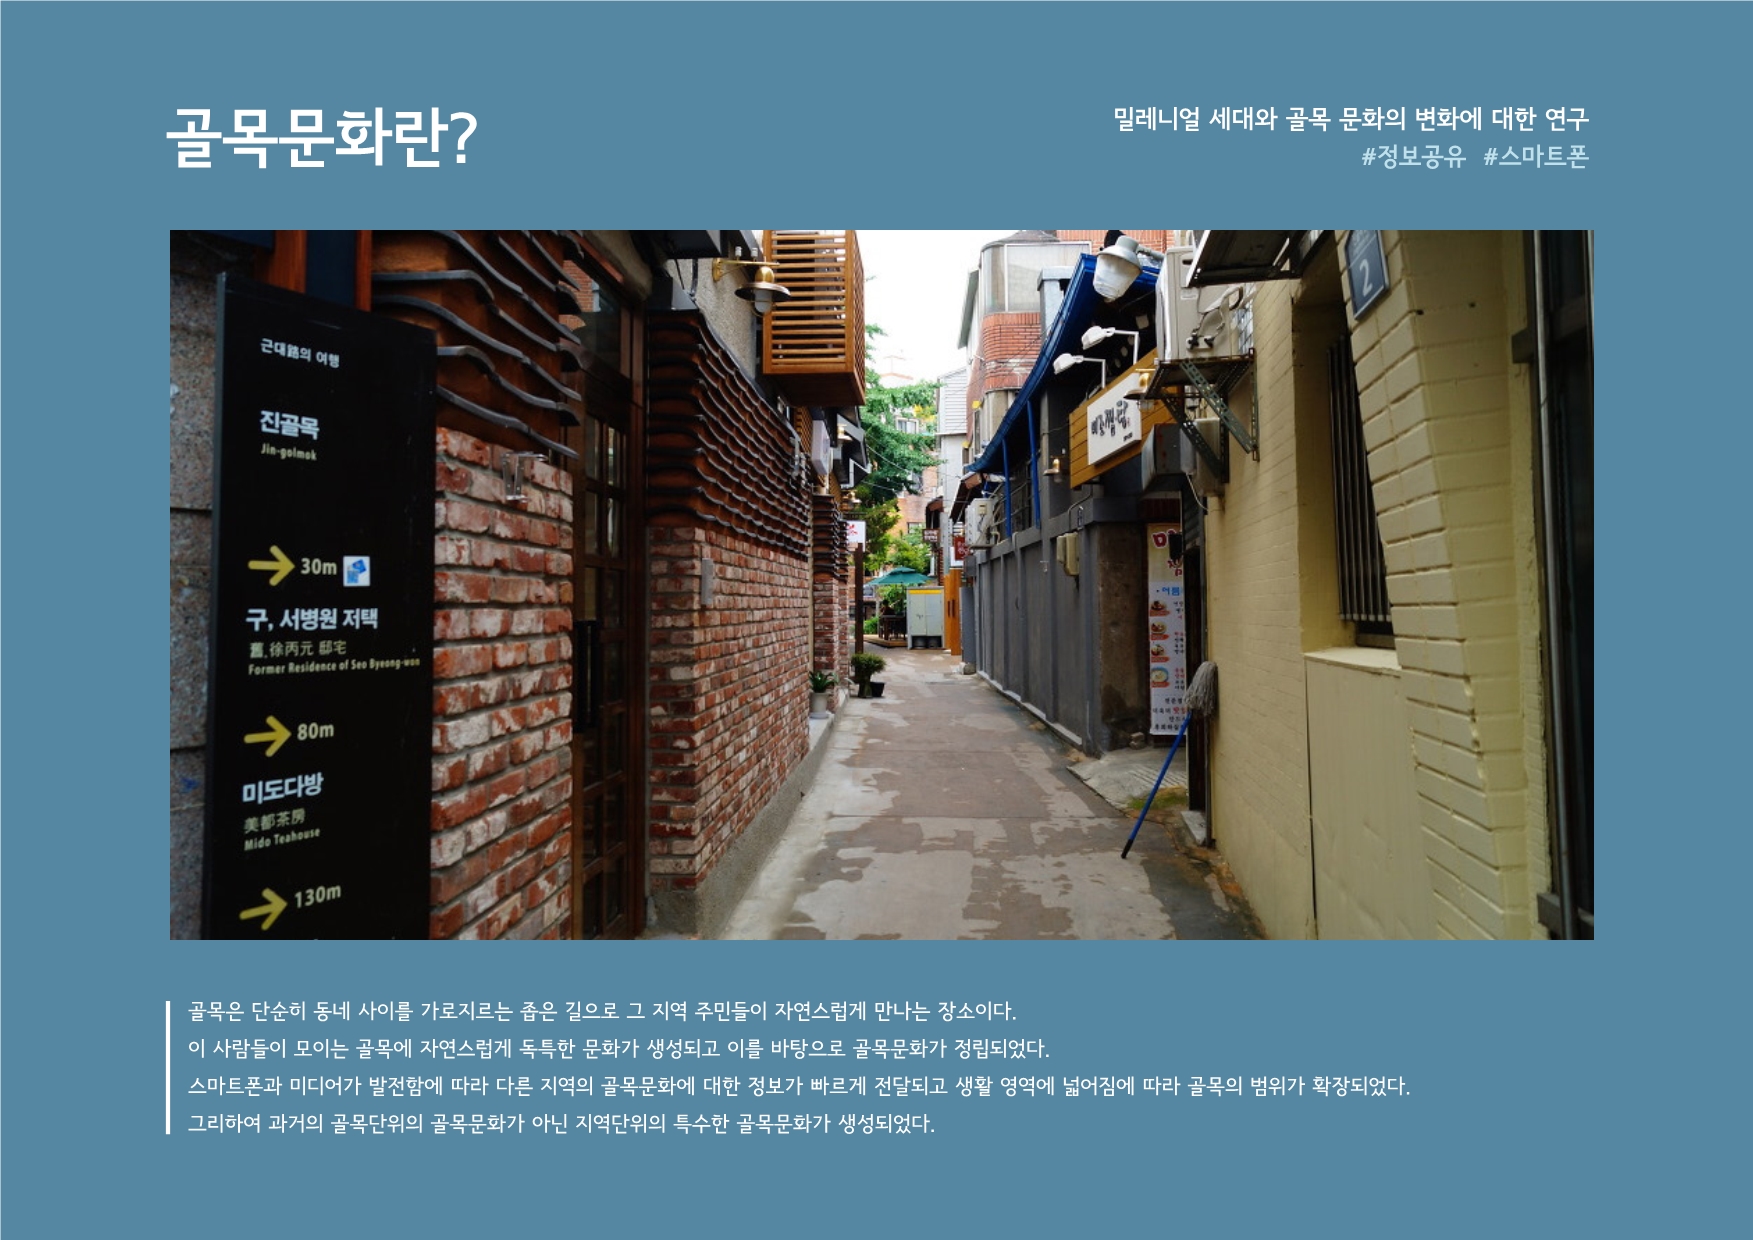 골목문화란?
밀레니얼 세대와 골목 문화의 변화에 대한 연구
#정보공유 #스마트폰
근대路의 여행
진골목
Jin-golmok
30m
구, 서병원 저택
舊,徐丙元 邸宅
Former Residence of Seo Byeong-won
80m
미도다방
美都茶房
Mido Teahouse
130m
2
골목은 단순히 동네 사이를 가로지르는 좁은 길으로 그 지역 주민들이 자연스럽게 만나는 장소이다.
이 사람들이 모이는 골목에 자연스럽게 독특한 문화가 생성되고 이를 바탕으로 골목문화가 정립되었다.
스마트폰과 미디어가 발전함에 따라 다른 지역의 골목문화에 대한 정보가 빠르게 전달되고 생활 영역에 넓어짐에 따라 골목의 범위가 확장되었다.
그리하여 과거의 골목단위의 골목문화가 아닌 지역단위의 특수한 골목문화가 생성되었다.